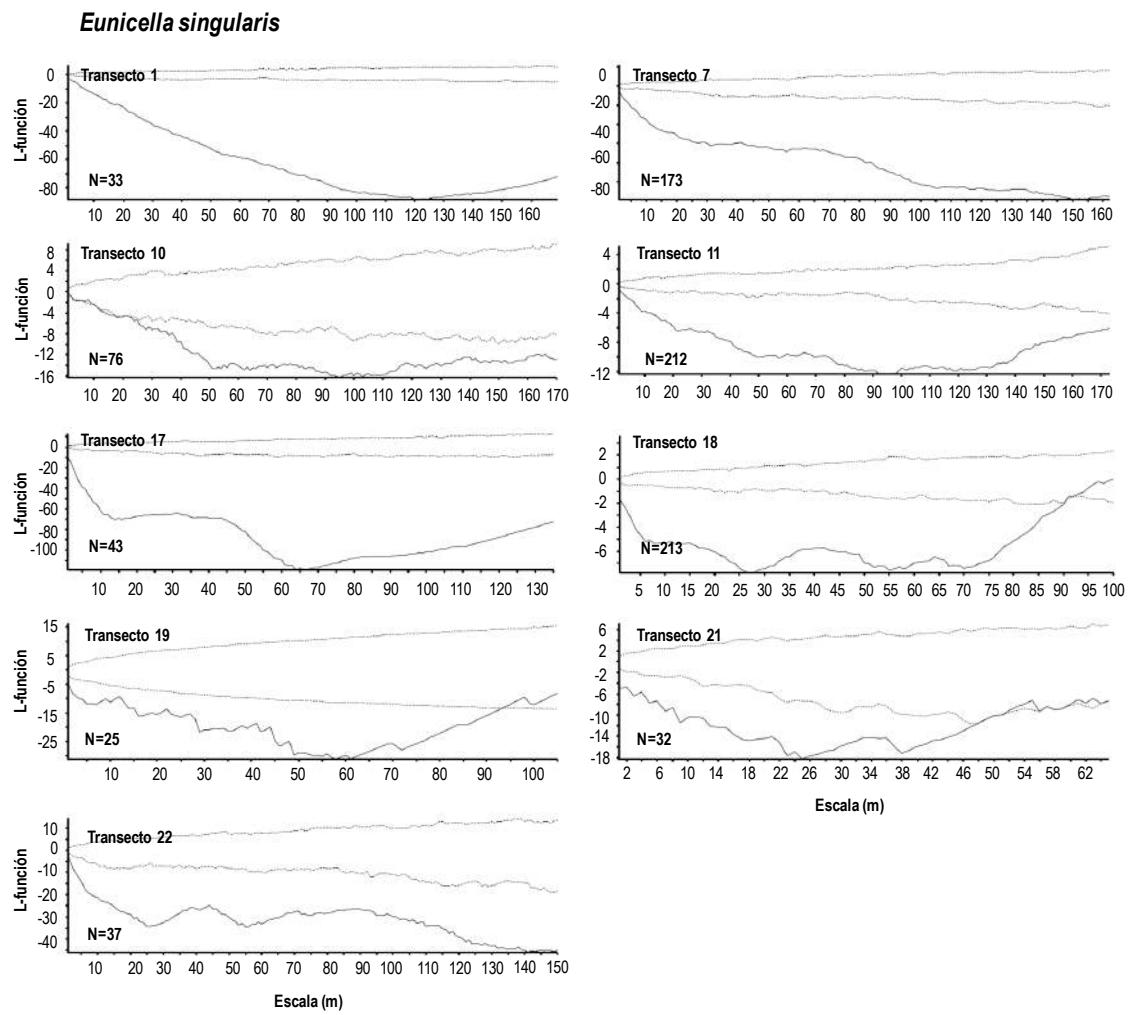 Eunicella singularis
Transecto 1
L-función
0
-20
-40
-60
-80
N=33
10 20 30 40 50 60 70 80 90 100 110 120 130 140 150 160
Transecto 7
0
-20
-40
-60
-80
N=173
10 20 30 40 50 60 70 80 90 100 110 120 130 140 150 160
Transecto 10
L-función
8
4
0
-4
-8
-12
-16
N=76
10 20 30 40 50 60 70 80 90 100 110 120 130 140 150 160 170
Transecto 11
4
0
-4
-8
-12
N=212
10 20 30 40 50 60 70 80 90 100 110 120 130 140 150 160 170
Transecto 17
L-función
0
-20
-40
-60
-80
-100
N=43
10 20 30 40 50 60 70 80 90 100 110 120 130
Transecto 18
2
0
-2
-4
-6
N=213
5 10 15 20 25 30 35 40 45 50 55 60 65 70 75 80 85 90 95 100
Transecto 19
L-función
15
5
-5
-15
-25
N=25
10 20 30 40 50 60 70 80 90 100
Transecto 21
6
2
-2
-6
-10
-14
-18
N=32
2 6 10 14 18 22 26 30 34 38 42 46 50 54 58 62
Escala (m)
Transecto 22
L-función
10
0
-10
-20
-30
-40
N=37
10 20 30 40 50 60 70 80 90 100 110 120 130 140 150
Escala (m)